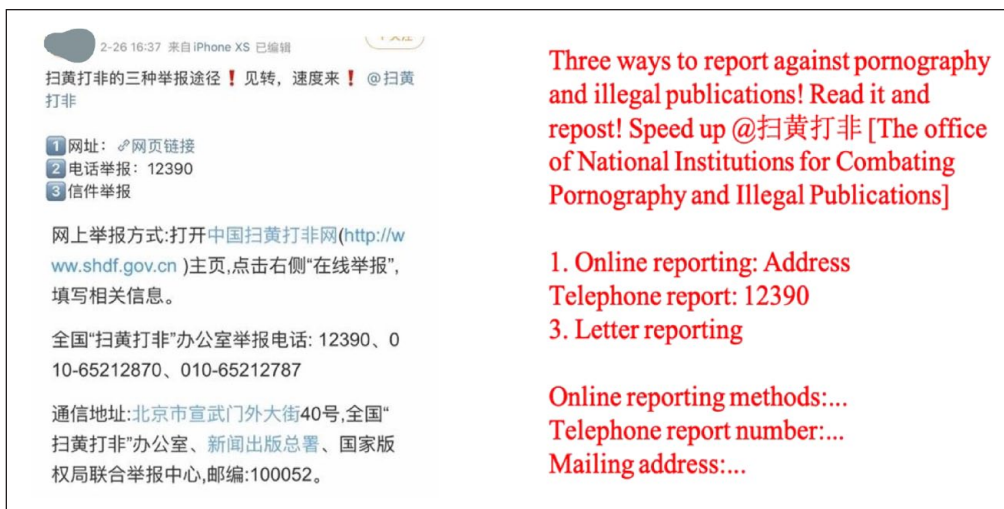 2-26 16:37 来自 iPhone XS 已编辑
扫黄打非的三种举报途径❗见转，速度来❗ @扫黄
打非
1️⃣网址： 网页链接
2️⃣电话举报：12390
3️⃣信件举报
网上举报方式:打开中国扫黄打非网(http://w
ww.shdf.gov.cn )主页,点击右侧“在线举报”,
填写相关信息。
全国“扫黄打非”办公室举报电话: 12390、0
10-65212870、010-65212787
通信地址:北京市宣武门外大街40号,全国“
扫黄打非”办公室、新闻出版总署、国家版
权局联合举报中心,邮编:100052。
Three ways to report against pornography
and illegal publications! Read it and
repost! Speed up @扫黄打非 [The office
of National Institutions for Combating
Pornography and Illegal Publications]
1. Online reporting: Address
Telephone report: 12390
3. Letter reporting
Online reporting methods:...
Telephone report number:...
Mailing address:...